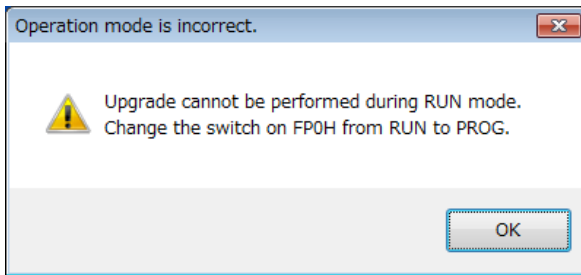 Operation mode is incorrect.
Upgrade cannot be performed during RUN mode.
Change the switch on FP0H from RUN to PROG.
OK